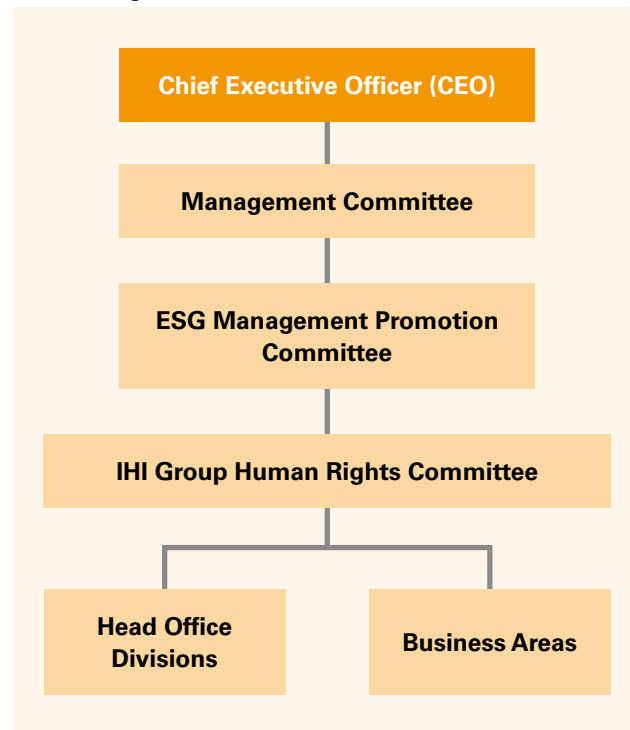 Chief Executive Officer (CEO)
Management Committee
ESG Management Promotion
Committee
IHI Group Human Rights Committee
Head Office
Divisions
Business Areas